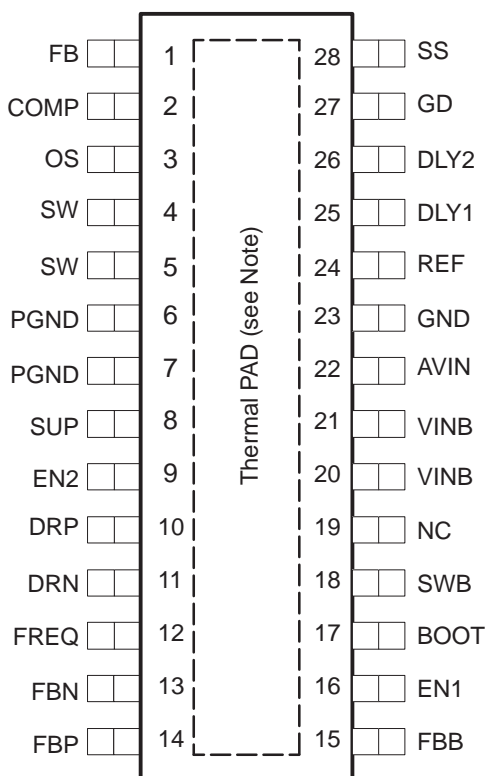 FB 1 28 SS
COMP 2 27 GD
OS 3 26 DLY2
SW 4 25 DLY1
SW 5 24 REF
PGND 6 23 GND
PGND 7 22 AVIN
SUP 8 21 VINB
EN2 9 20 VINB
DRP 10 19 NC
DRN 11 18 SWB
FREQ 12 17 BOOT
FBN 13 16 EN1
FBP 14 15 FBB
Thermal PAD (see Note)